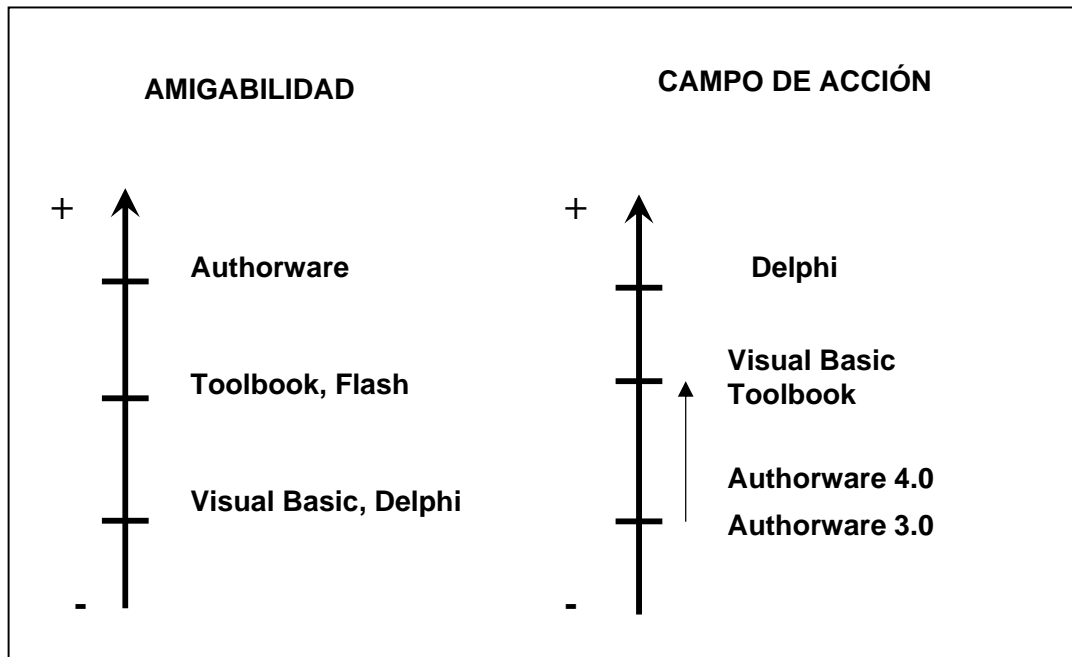 AMIGABILIDAD
+
Authorware
Toolbook, Flash
Visual Basic, Delphi
-
CAMPO DE ACCIÓN
+
Delphi
Visual Basic
Toolbook
Authorware 4.0
Authorware 3.0
-